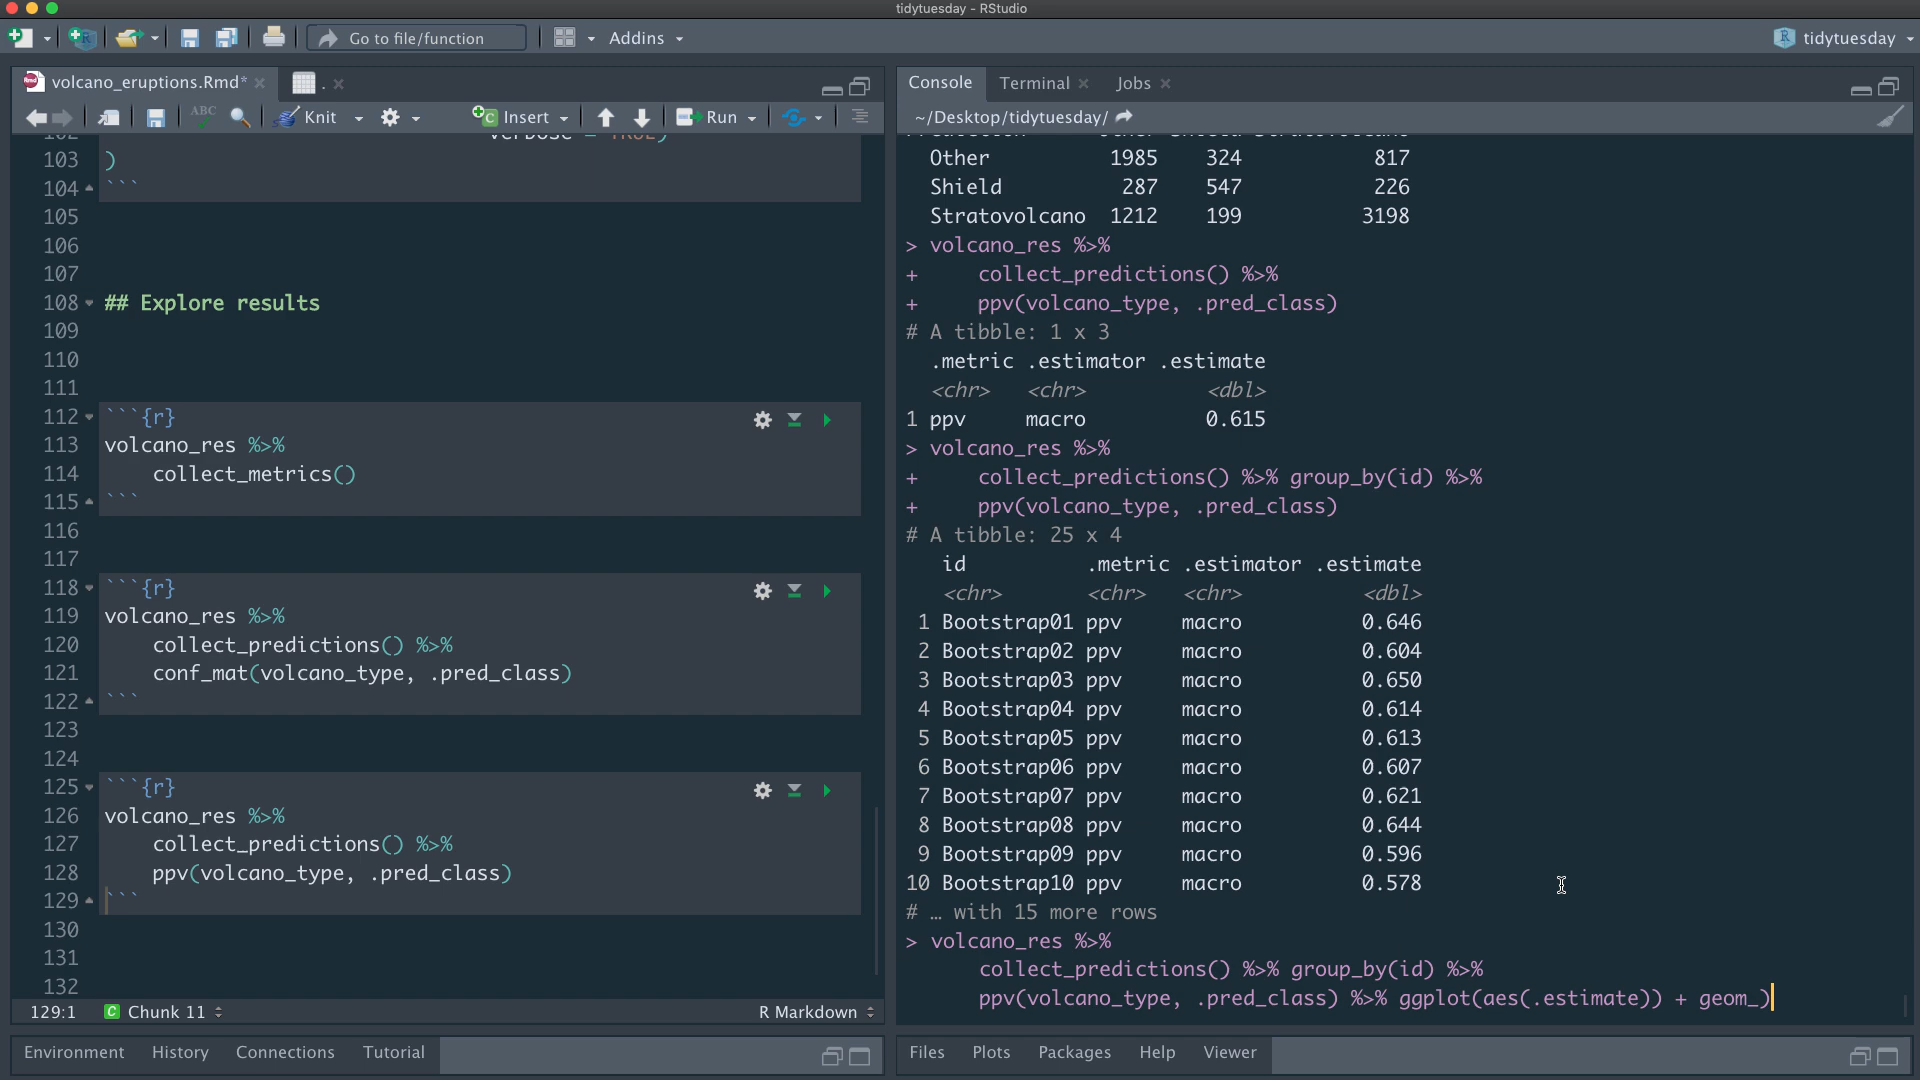 tidytuesday - RStudio
Go to file/function
Addins
tidytuesday
volcano_eruptions.Rmd*
.
ABC
Knit
Insert
Run
102 verbose = TRUE)
103 )
104 ```
105
106
107
108 ## Explore results
109
110
111
112 ```{r}
113 volcano_res %>%
114 collect_metrics()
115 ```
116
117
118 ```{r}
119 volcano_res %>%
120 collect_predictions() %>%
121 conf_mat(volcano_type, .pred_class)
122 ```
123
124
125 ```{r}
126 volcano_res %>%
127 collect_predictions() %>%
128 ppv(volcano_type, .pred_class)
129 ```
130
131
132
129:1
Chunk 11
R Markdown
Environment History Connections Tutorial
Console Terminal Jobs
~/Desktop/tidytuesday/
Prediction Other Shield Stratovolcano
Other 1985 324 817
Shield 287 547 226
Stratovolcano 1212 199 3198
> volcano_res %>%
+ collect_predictions() %>%
+ ppv(volcano_type, .pred_class)
# A tibble: 1 x 3
.metric .estimator .estimate
<chr> <chr> <dbl>
1 ppv macro 0.615
> volcano_res %>%
+ collect_predictions() %>% group_by(id) %>%
+ ppv(volcano_type, .pred_class)
# A tibble: 25 x 4
id .metric .estimator .estimate
<chr> <chr> <chr> <dbl>
1 Bootstrap01 ppv macro 0.646
2 Bootstrap02 ppv macro 0.604
3 Bootstrap03 ppv macro 0.650
4 Bootstrap04 ppv macro 0.614
5 Bootstrap05 ppv macro 0.613
6 Bootstrap06 ppv macro 0.607
7 Bootstrap07 ppv macro 0.621
8 Bootstrap08 ppv macro 0.644
9 Bootstrap09 ppv macro 0.596
10 Bootstrap10 ppv macro 0.578
# … with 15 more rows
> volcano_res %>%
collect_predictions() %>% group_by(id) %>%
ppv(volcano_type, .pred_class) %>% ggplot(aes(.estimate)) + geom_)
Files Plots Packages Help Viewer